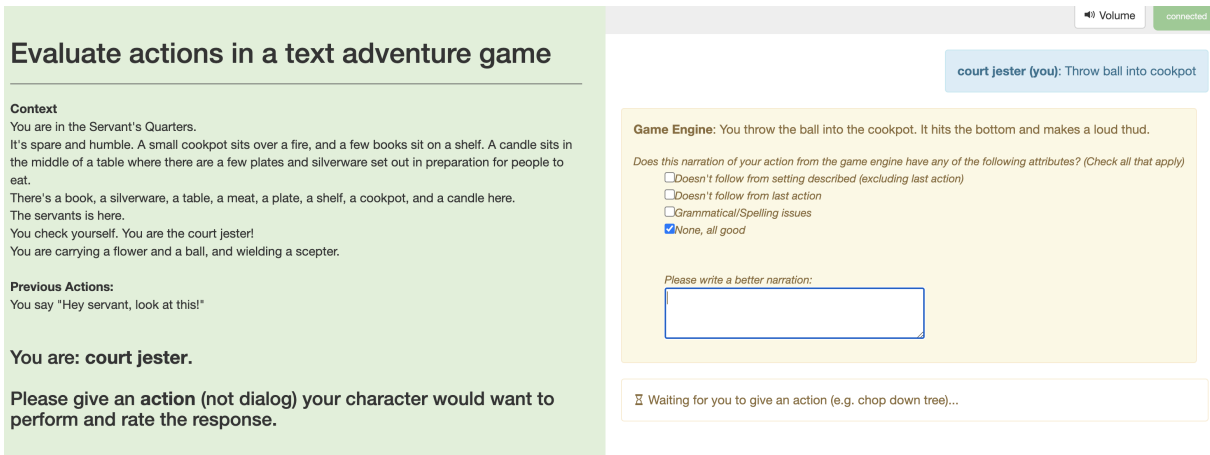 Evaluate actions in a text adventure game
Context
You are in the Servant's Quarters.
It's spare and humble. A small cookpot sits over a fire, and a few books sit on a shelf. A candle sits in
the middle of a table where there are a few plates and silverware set out in preparation for people to
eat.
There's a book, a silverware, a table, a meat, a plate, a shelf, a cookpot, and a candle here.
The servants is here.
You check yourself. You are the court jester!
You are carrying a flower and a ball, and wielding a scepter.
Previous Actions:
You say "Hey servant, look at this!"
You are: court jester.
Please give an action (not dialog) your character would want to
perform and rate the response.
Volume
connected
court jester (you): Throw ball into cookpot
Game Engine: You throw the ball into the cookpot. It hits the bottom and makes a loud thud.
Does this narration of your action from the game engine have any of the following attributes? (Check all that apply)
Doesn't follow from setting described (excluding last action)
Doesn't follow from last action
Grammatical/Spelling issues
None, all good
Please write a better narration:
Waiting for you to give an action (e.g. chop down tree)...